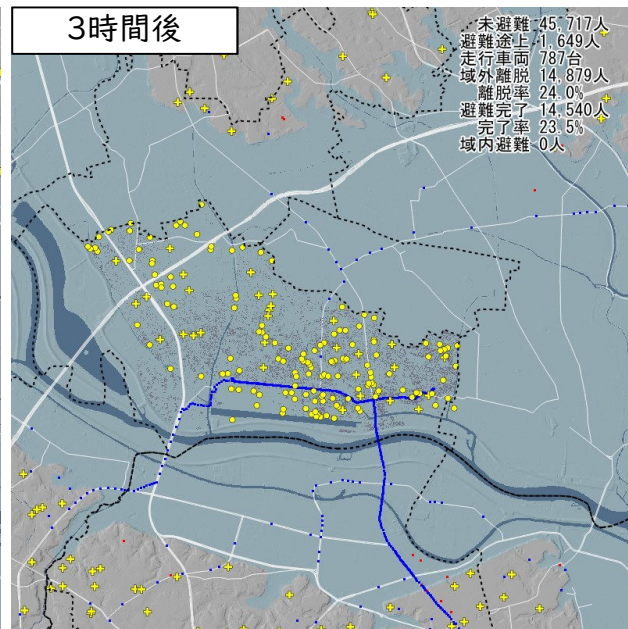 3時間後
未避難 45,717人
避難途上 1,649人
走行車両 787台
域外離脱 14,879人
離脱率 24.0%
避難完了 14,540人
完了率 23.5%
域内避難 0人